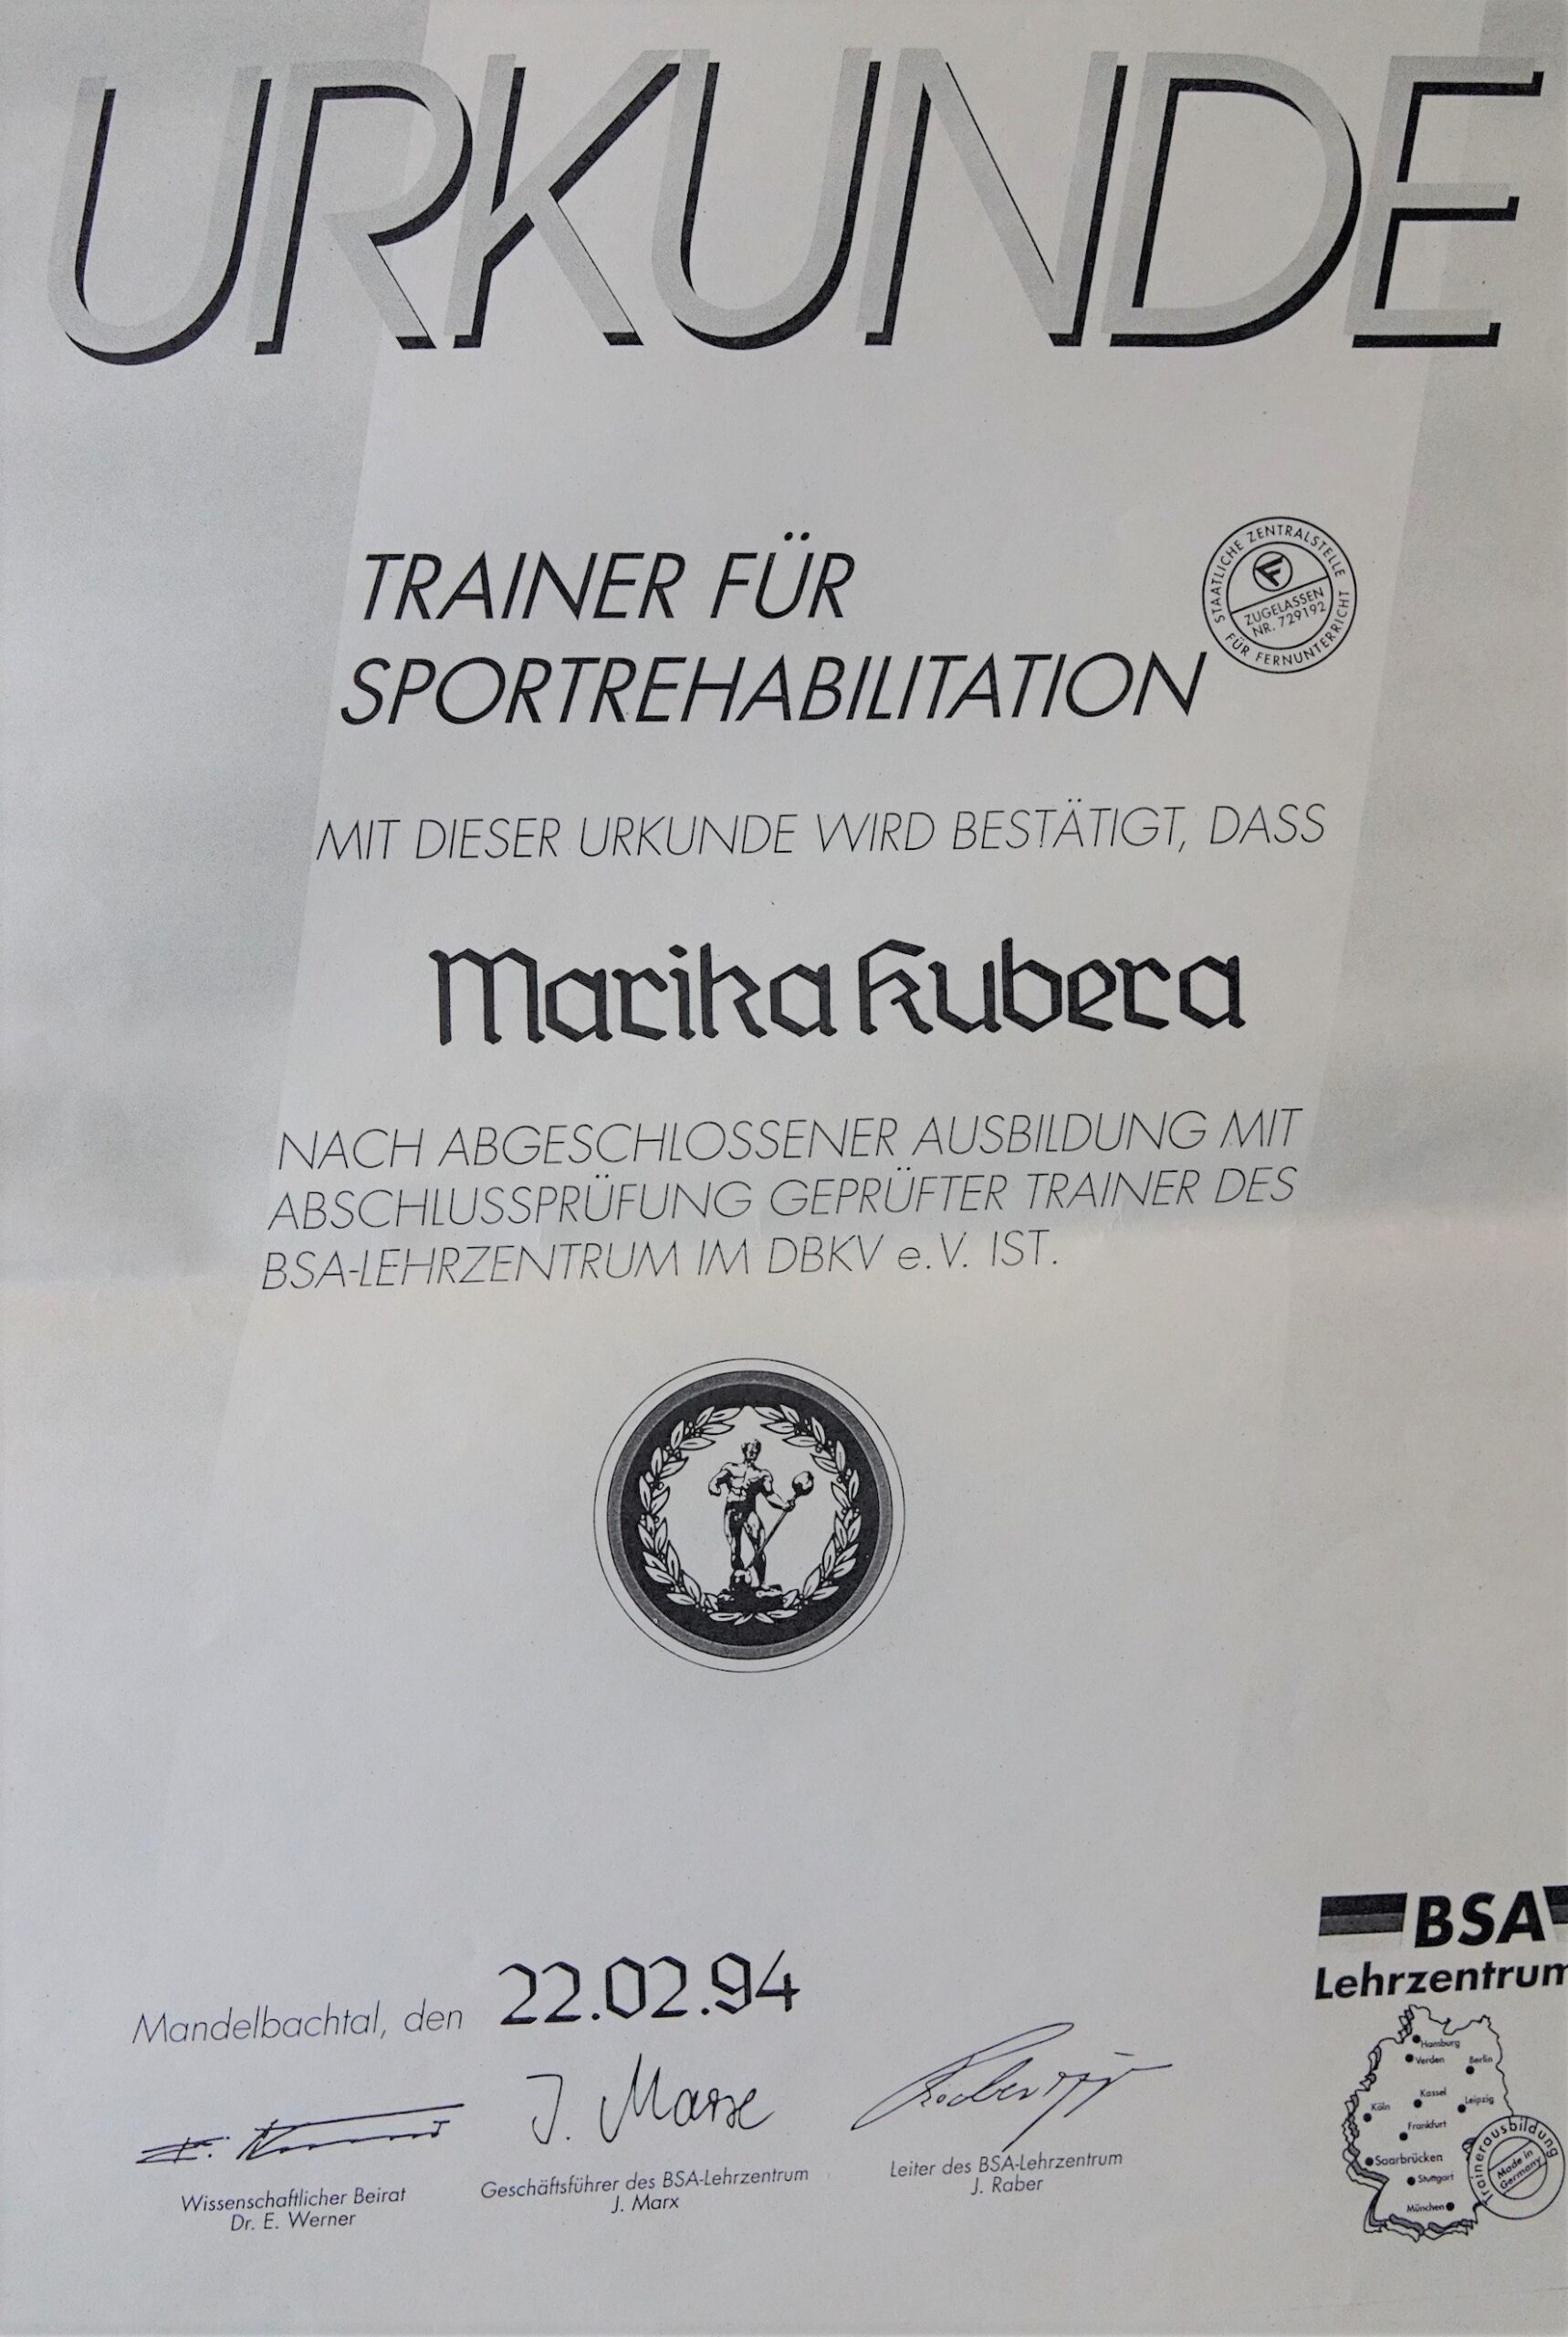 URKUNDE
TRAINER FÜR
SPORTREHABILITATION
STAATLICHE ZENTRALSTELLE
FÜR FERNUNTERRICHT
ZUGELASSEN
NR. 729192
MIT DIESER URKUNDE WIRD BESTÄTIGT, DASS
Marika Kubera
NACH ABGESCHLOSSENER AUSBILDUNG MIT
ABSCHLUSSPRÜFUNG GEPRÜFTER TRAINER DES
BSA-LEHRZENTRUM IM DBKV e.V. IST.
Mandelbachtal, den 22.02.94
J. Marx
Wissenschaftlicher Beirat
Dr. E. Werner
Geschäftsführer des BSA-Lehrzentrum
J. Marx
Leiter des BSA-Lehrzentrum
J. Raber
BSA
Lehrzentrum
Hamburg
Verden
Berlin
Kassel
Leipzig
Köln
Frankfurt
Saarbrücken
Stuttgart
München
Trainerausbildung
Made in
Germany